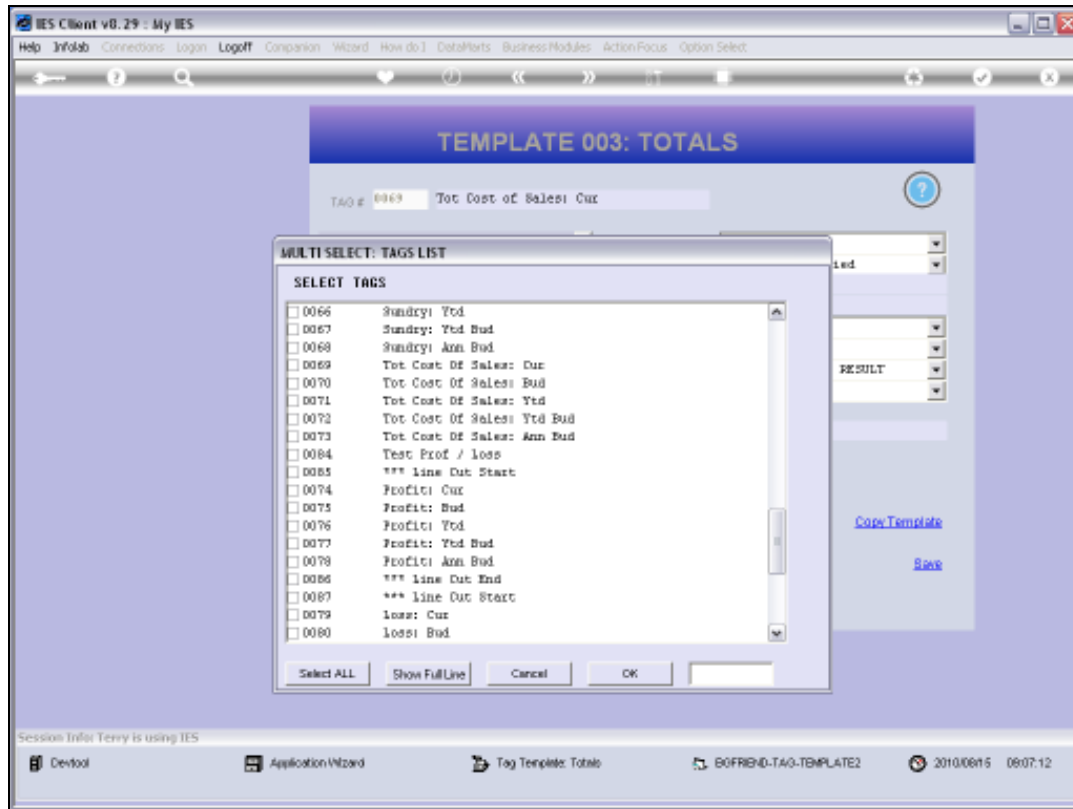 IES Client v8.29 : My IES
Help Infolab Connections Logon Logoff Companion Wizard How do I DataMarts Business Modules Action Focus Option Select
TEMPLATE 003: TOTALS
TAG # 0069 Tot Cost of Sales: Cur
MULTI SELECT: TAGS LIST
SELECT TAGS
0066 Sundry: Ytd
0067 Sundry: Ytd Bud
0068 Sundry: Ann Bud
0069 Tot Cost Of Sales: Cur
0070 Tot Cost Of Sales: Bud
0071 Tot Cost Of Sales: Ytd
0072 Tot Cost Of Sales: Ytd Bud
0073 Tot Cost Of Sales: Ann Bud
0084 Test Prof / loss
0085 *** line Cut Start
0074 Profit: Cur
0075 Profit: Bud
0076 Profit: Ytd
0077 Profit: Ytd Bud
0078 Profit: Ann Bud
0086 *** line Cut End
0087 *** line Cut Start
0079 loss: Cur
0080 loss: Bud
RESULT
Copy Template
Save
Select ALL Show Full Line Cancel OK
Session Info: Terry is using IES
Devtool Application Wizard Tag Template: Totals BGFRIEND-TAG-TEMPLATE2 2010/08/15 09:07:12